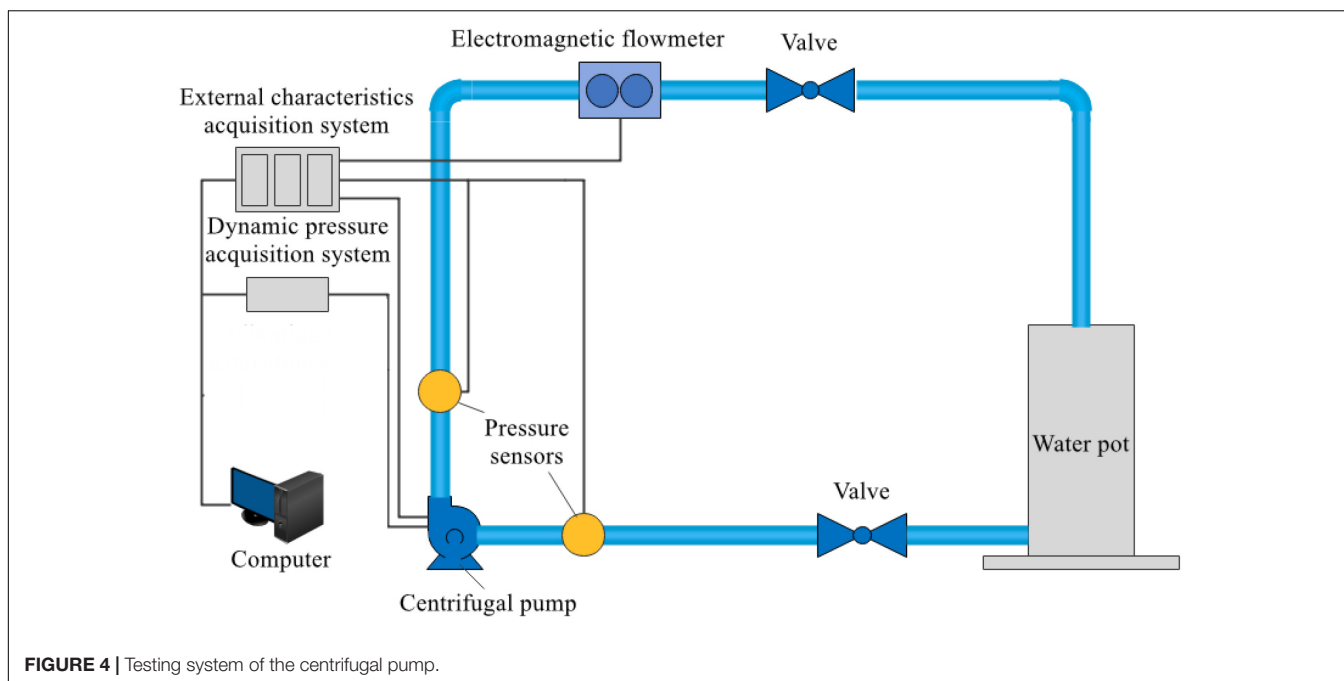 Electromagnetic flowmeter
Valve
External characteristics
acquisition system
Dynamic pressure
acquisition system
Pressure
sensors
Water pot
Valve
Computer
Centrifugal pump
FIGURE 4 | Testing system of the centrifugal pump.